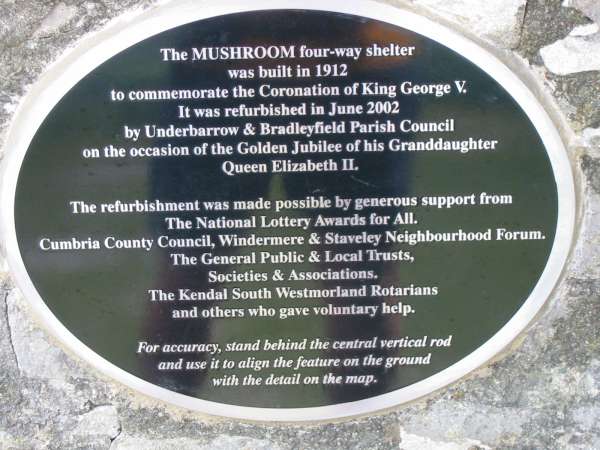 The MUSHROOM four-way shelter
was built in 1912
to commemorate the Coronation of King George V.
It was refurbished in June 2002
by Underbarrow & Bradleyfield Parish Council
on the occasion of the Golden Jubilee of his Granddaughter
Queen Elizabeth II.
The refurbishment was made possible by generous support from
The National Lottery Awards for All.
Cumbria County Council, Windermere & Staveley Neighbourhood Forum.
The General Public & Local Trusts,
Societies & Associations.
The Kendal South Westmorland Rotarians
and others who gave voluntary help.
For accuracy, stand behind the central vertical rod
and use it to align the feature on the ground
with the detail on the map.